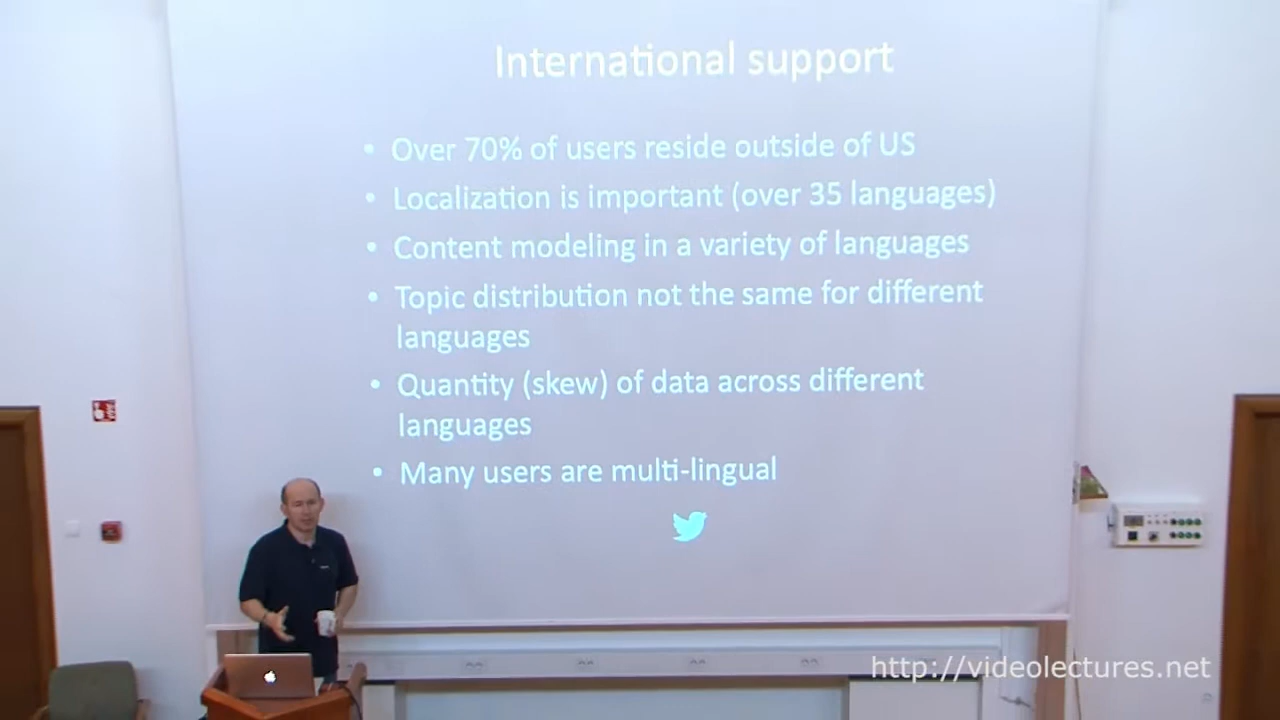 International support
• Over 70% of users reside outside of US
• Localization is important (over 35 languages)
• Content modeling in a variety of languages
• Topic distribution not the same for different
languages
• Quantity (skew) of data across different
languages
• Many users are multi-lingual
http://videolectures.net